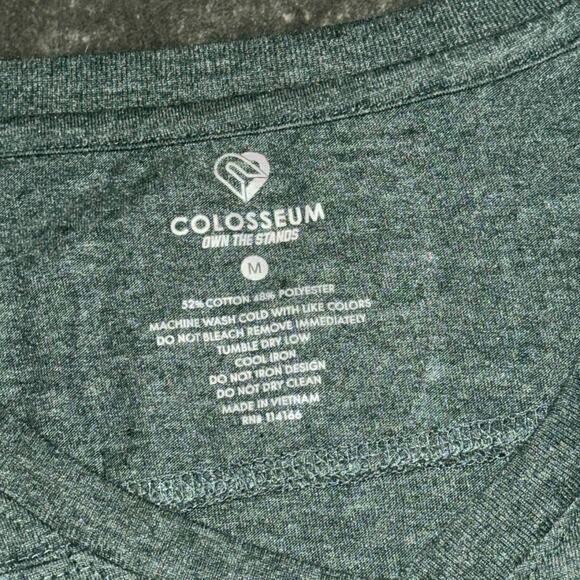 COLOSSEUM
OWN THE STANDS
M
52% COTTON 48% POLYESTER
MACHINE WASH COLD WITH LIKE COLORS
DO NOT BLEACH REMOVE IMMEDIATELY
TUMBLE DRY LOW
COOL IRON
DO NOT IRON DESIGN
DO NOT DRY CLEAN
MADE IN VIETNAM
RN# 114166